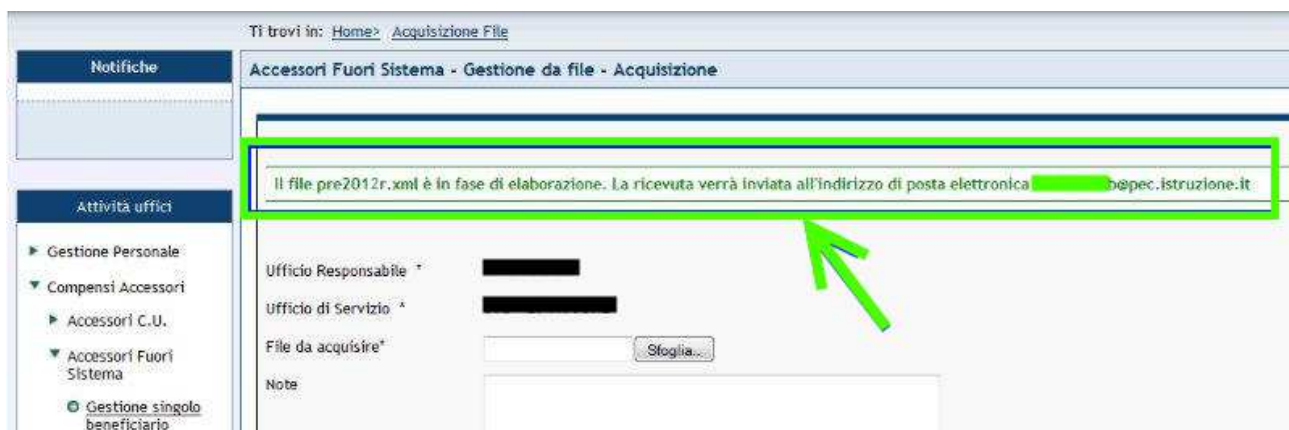 Ti trovi in: Home> Acquisizione File
Notifiche
Accessori Fuori Sistema - Gestione da file - Acquisizione
Il file pre2012r.xml è in fase di elaborazione. La ricevuta verrà inviata all'indirizzo di posta elettronica b@pec.istruzione.it
Attività uffici
Gestione Personale
Compensi Accessori
Accessori C.U.
Accessori Fuori
Sistema
Gestione singolo
beneficiario
Ufficio Responsabile *
Ufficio di Servizio *
File da acquisire*
Sfoglia...
Note